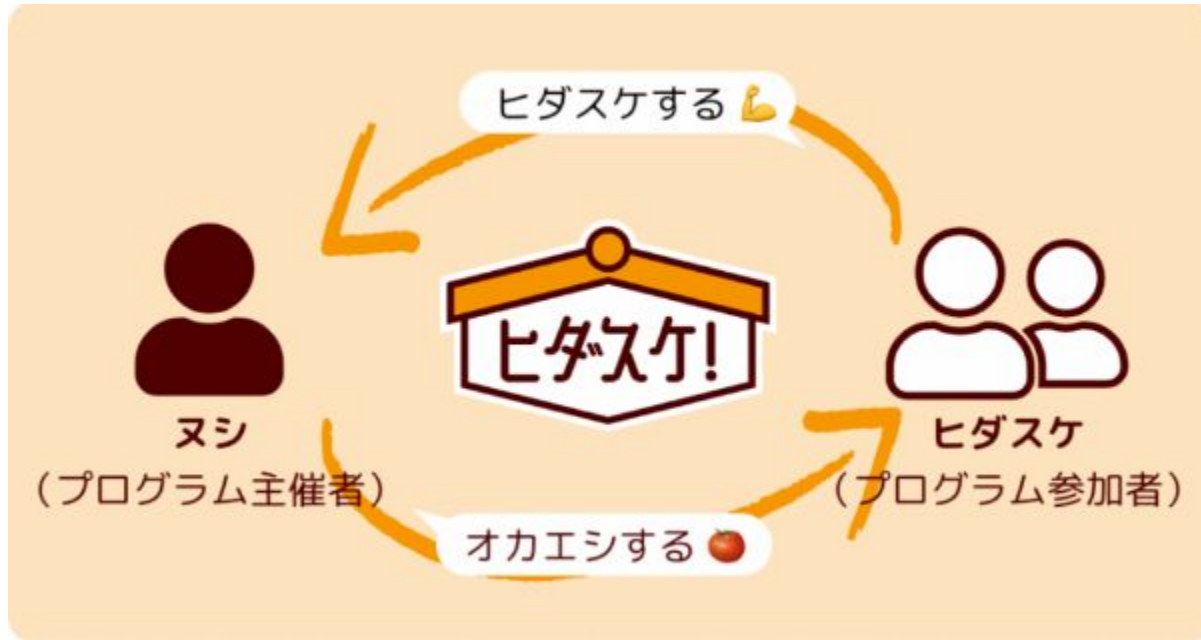 ヒダスケする💪
ヒダスケ!
ヌシ
（プログラム主催者）
ヒダスケ
（プログラム参加者）
オカエシする🍅